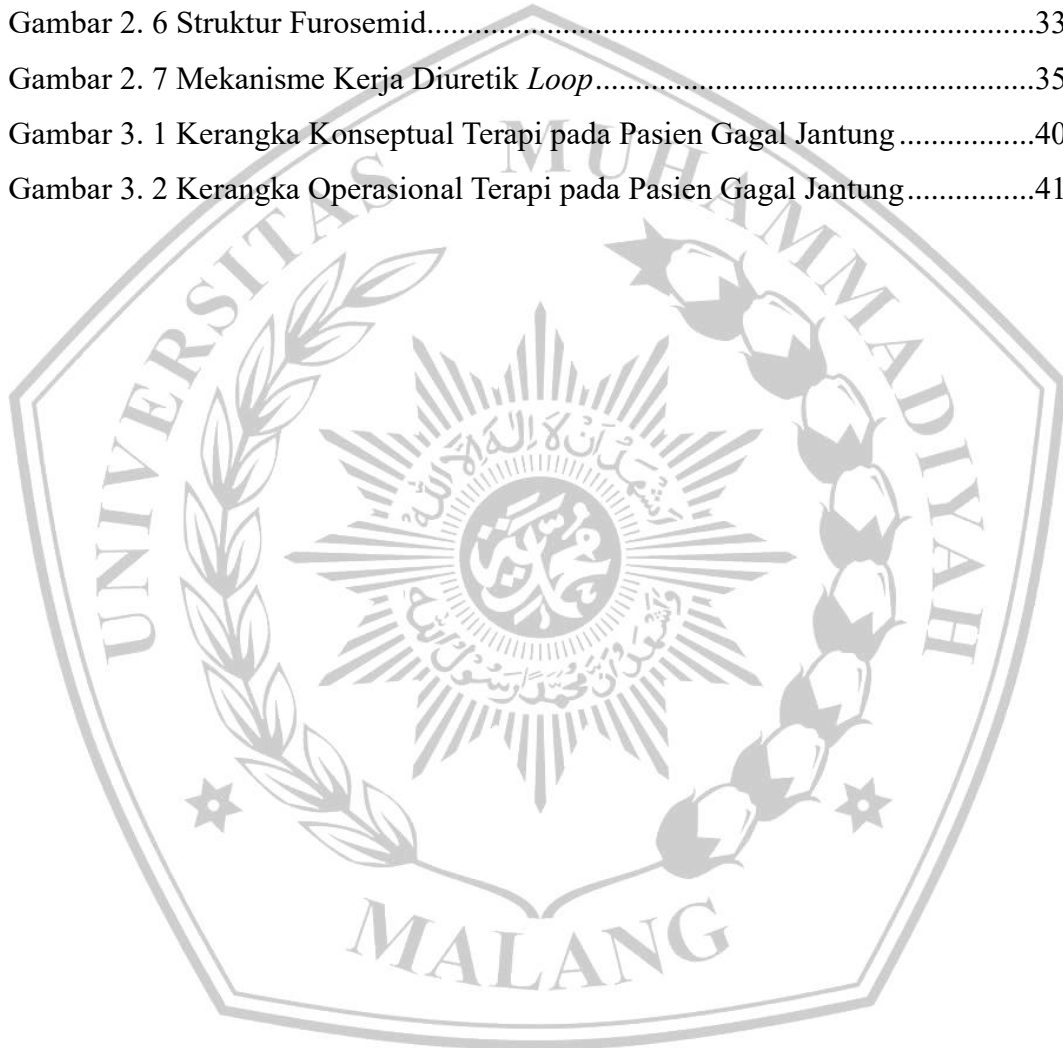 Gambar 2. 6 Struktur Furosemid............................................................................33
Gambar 2. 7 Mekanisme Kerja Diuretik Loop.......................................................35
Gambar 3. 1 Kerangka Konseptual Terapi pada Pasien Gagal Jantung.................40
Gambar 3. 2 Kerangka Operasional Terapi pada Pasien Gagal Jantung................41
UNIVERSITAS MUHAMMADIYAH
MALANG